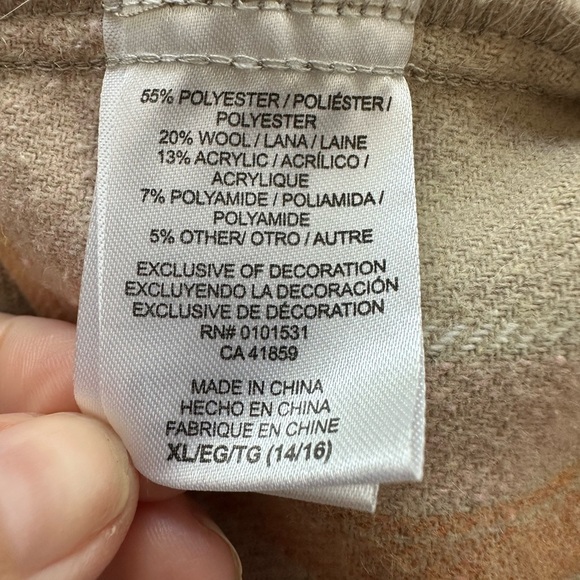 55% POLYESTER / POLIÉSTER /
POLYESTER
20% WOOL / LANA / LAINE
13% ACRYLIC / ACRÍLICO /
ACRYLIQUE
7% POLYAMIDE / POLIAMIDA /
POLYAMIDE
5% OTHER/ OTRO / AUTRE
EXCLUSIVE OF DECORATION
EXCLUYENDO LA DECORACIÓN
EXCLUSIVE DE DÉCORATION
RN# 0101531
CA 41859
MADE IN CHINA
HECHO EN CHINA
FABRIQUE EN CHINE
XL/EG/TG (14/16)